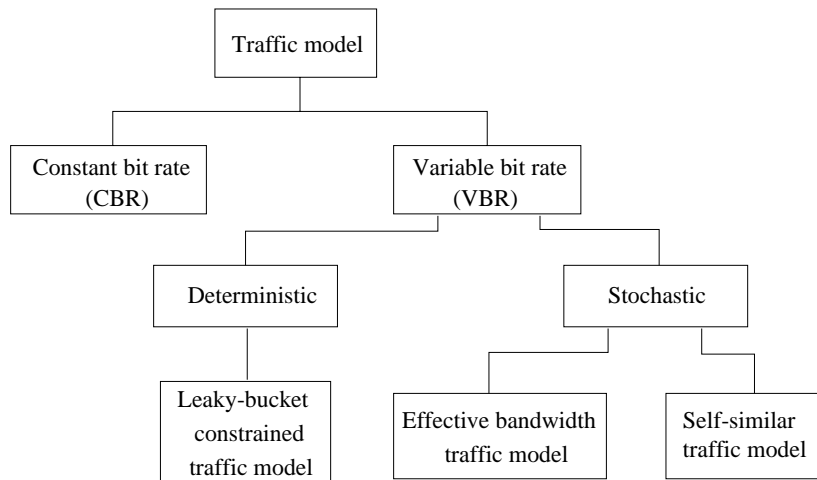 Traffic model
Constant bit rate
(CBR)
Variable bit rate
(VBR)
Deterministic
Stochastic
Leaky-bucket
constrained
traffic model
Effective bandwidth
traffic model
Self-similar
traffic model